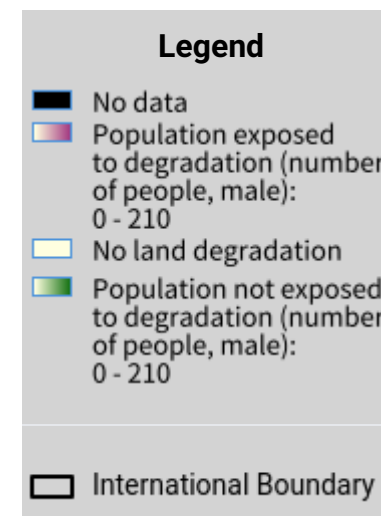 Legend
No data
Population exposed
to degradation (number
of people, male):
0 - 210
No land degradation
Population not exposed
to degradation (number
of people, male):
0 - 210
International Boundary